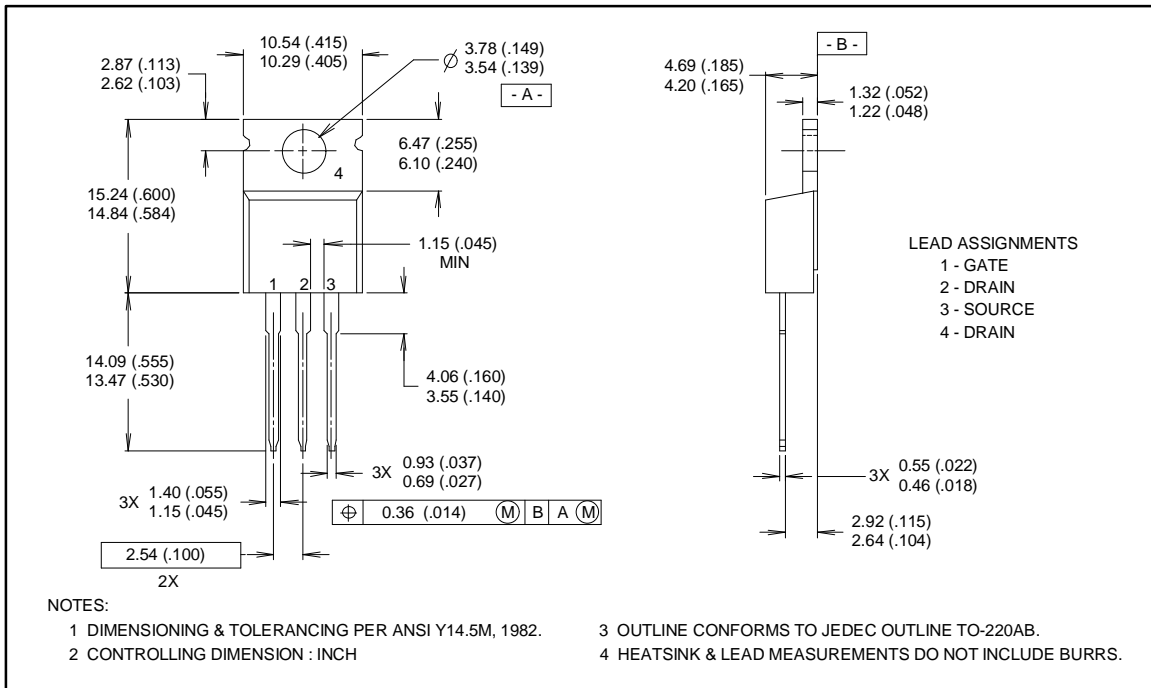 10.54 (.415)
10.29 (.405)
2.87 (.113)
2.62 (.103)
Ø 3.78 (.149)
3.54 (.139)
- A -
6.47 (.255)
6.10 (.240)
4
15.24 (.600)
14.84 (.584)
1.15 (.045)
MIN
1 2 3
14.09 (.555)
13.47 (.530)
4.06 (.160)
3.55 (.140)
3X 0.93 (.037)
0.69 (.027)
3X 1.40 (.055)
1.15 (.045)
⌖ 0.36 (.014) Ⓜ B A Ⓜ
2.54 (.100)
2X
- B -
4.69 (.185)
4.20 (.165)
1.32 (.052)
1.22 (.048)
LEAD ASSIGNMENTS
1 - GATE
2 - DRAIN
3 - SOURCE
4 - DRAIN
3X 0.55 (.022)
0.46 (.018)
2.92 (.115)
2.64 (.104)
NOTES:
1 DIMENSIONING & TOLERANCING PER ANSI Y14.5M, 1982.
2 CONTROLLING DIMENSION : INCH
3 OUTLINE CONFORMS TO JEDEC OUTLINE TO-220AB.
4 HEATSINK & LEAD MEASUREMENTS DO NOT INCLUDE BURRS.